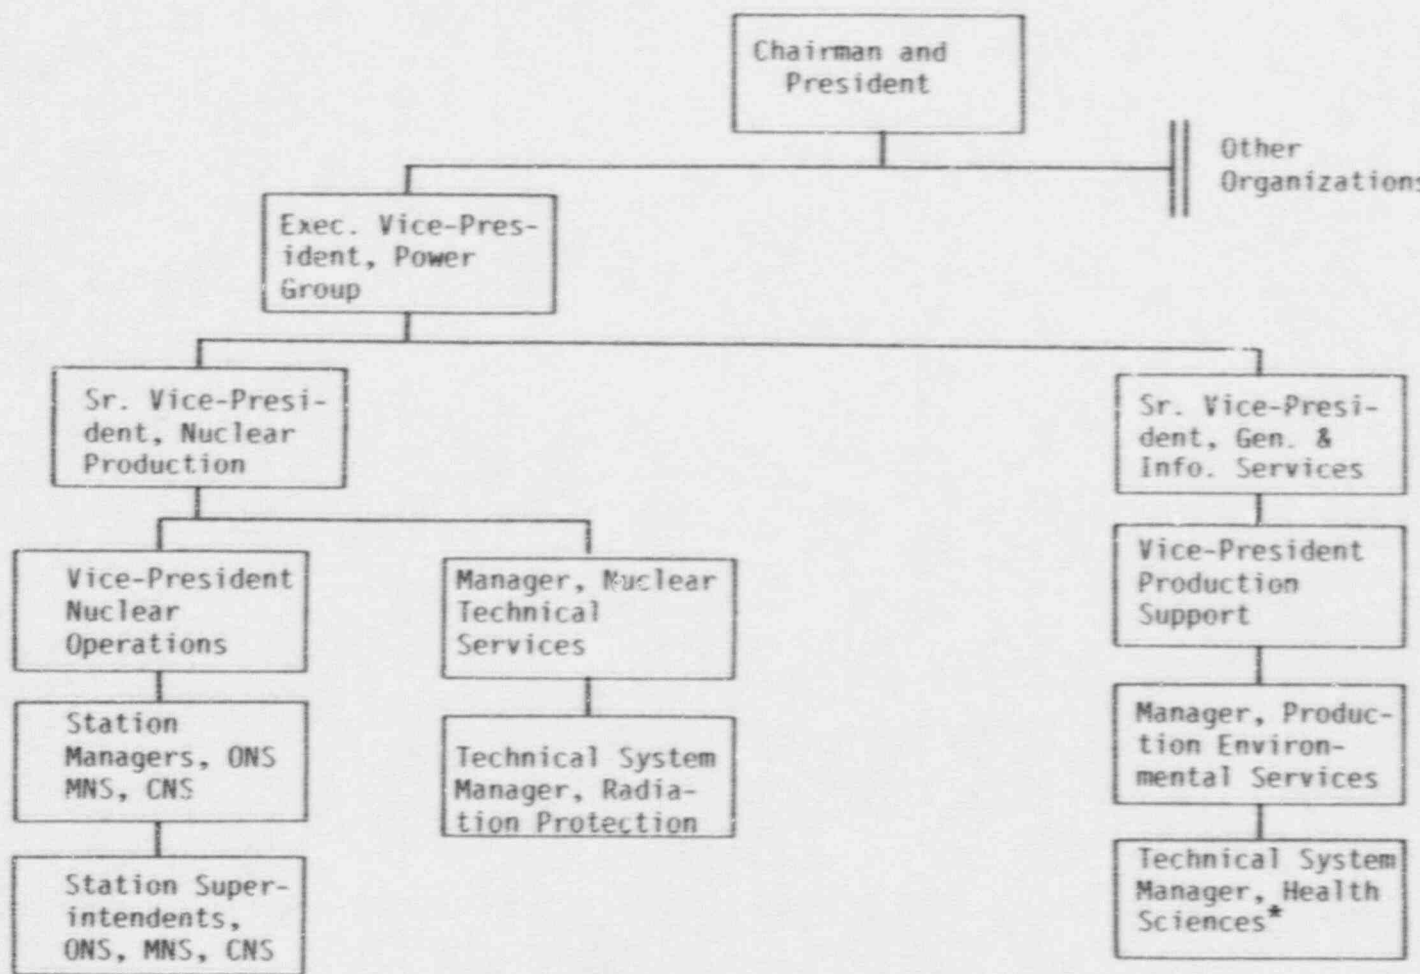 Chairman and
President
Other
Organizations
Exec. Vice-Pres-
ident, Power
Group
Sr. Vice-Presi-
dent, Nuclear
Production
Sr. Vice-Presi-
dent, Gen. &
Info. Services
Vice-President
Nuclear
Operations
Manager, Nuclear
Technical
Services
Vice-President
Production
Support
Station
Managers, ONS
MNS, CNS
Technical System
Manager, Radia-
tion Protection
Manager, Produc-
tion Environ-
mental Services
Station Super-
intendents,
ONS, MNS, CNS
Technical System
Manager, Health
Sciences*